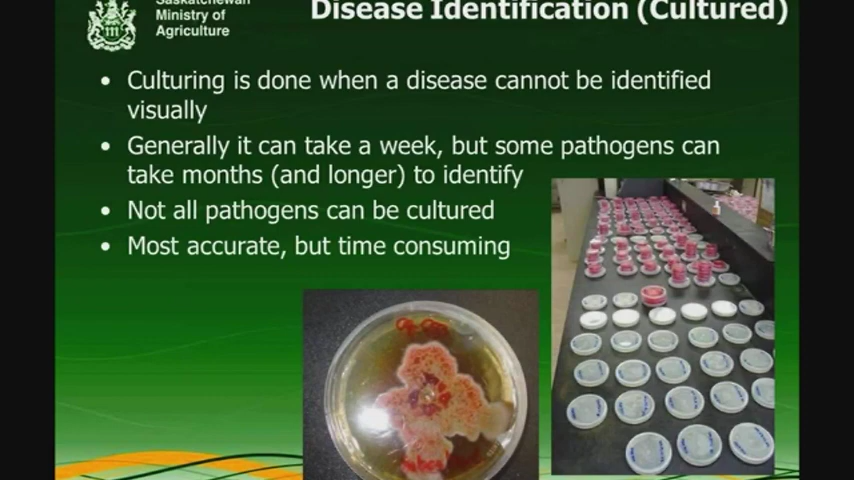 Disease Identification (Cultured)
Saskatchewan
Ministry of
Agriculture
• Culturing is done when a disease cannot be identified
visually
• Generally it can take a week, but some pathogens can
take months (and longer) to identify
• Not all pathogens can be cultured
• Most accurate, but time consuming